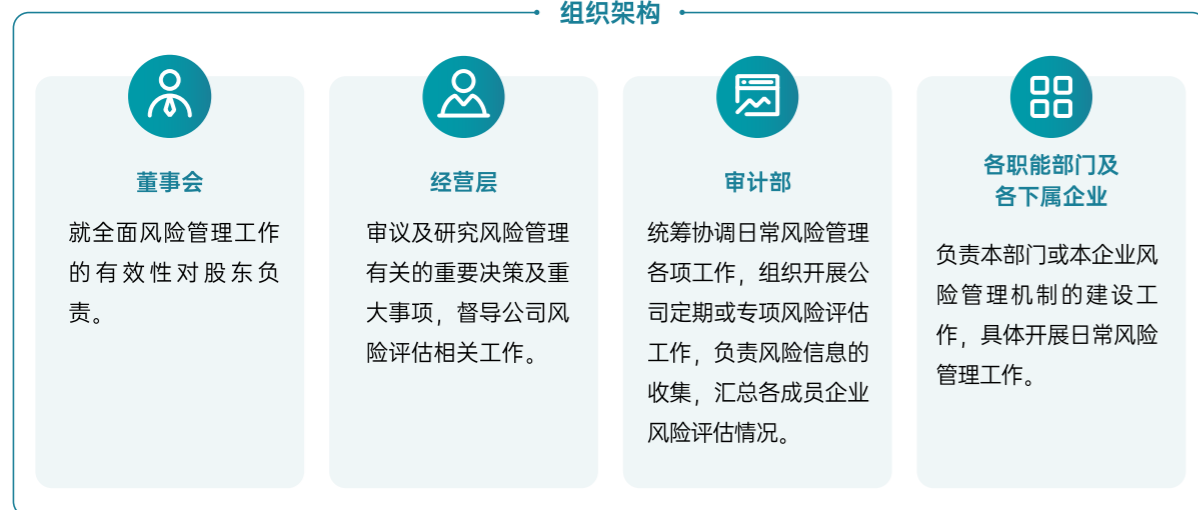 组织架构
董事会
就全面风险管理工作
的有效性对股东负
责。
经营层
审议及研究风险管理
有关的重要决策及重
大事项，督导公司风
险评估相关工作。
审计部
统筹协调日常风险管理
各项工作，组织开展公
司定期或专项风险评估
工作，负责风险信息的
收集，汇总各成员企业
风险评估情况。
各职能部门及
各下属企业
负责本部门或本企业风
险管理机制的建设工
作，具体开展日常风险
管理工作。